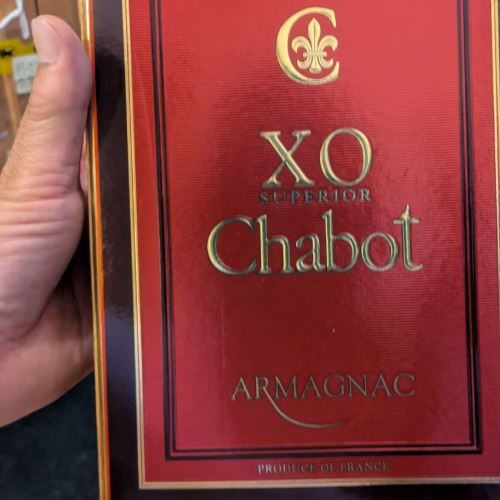 C
XO
SUPERIOR
Chabot
ARMAGNAC
PRODUCE OF FRANCE